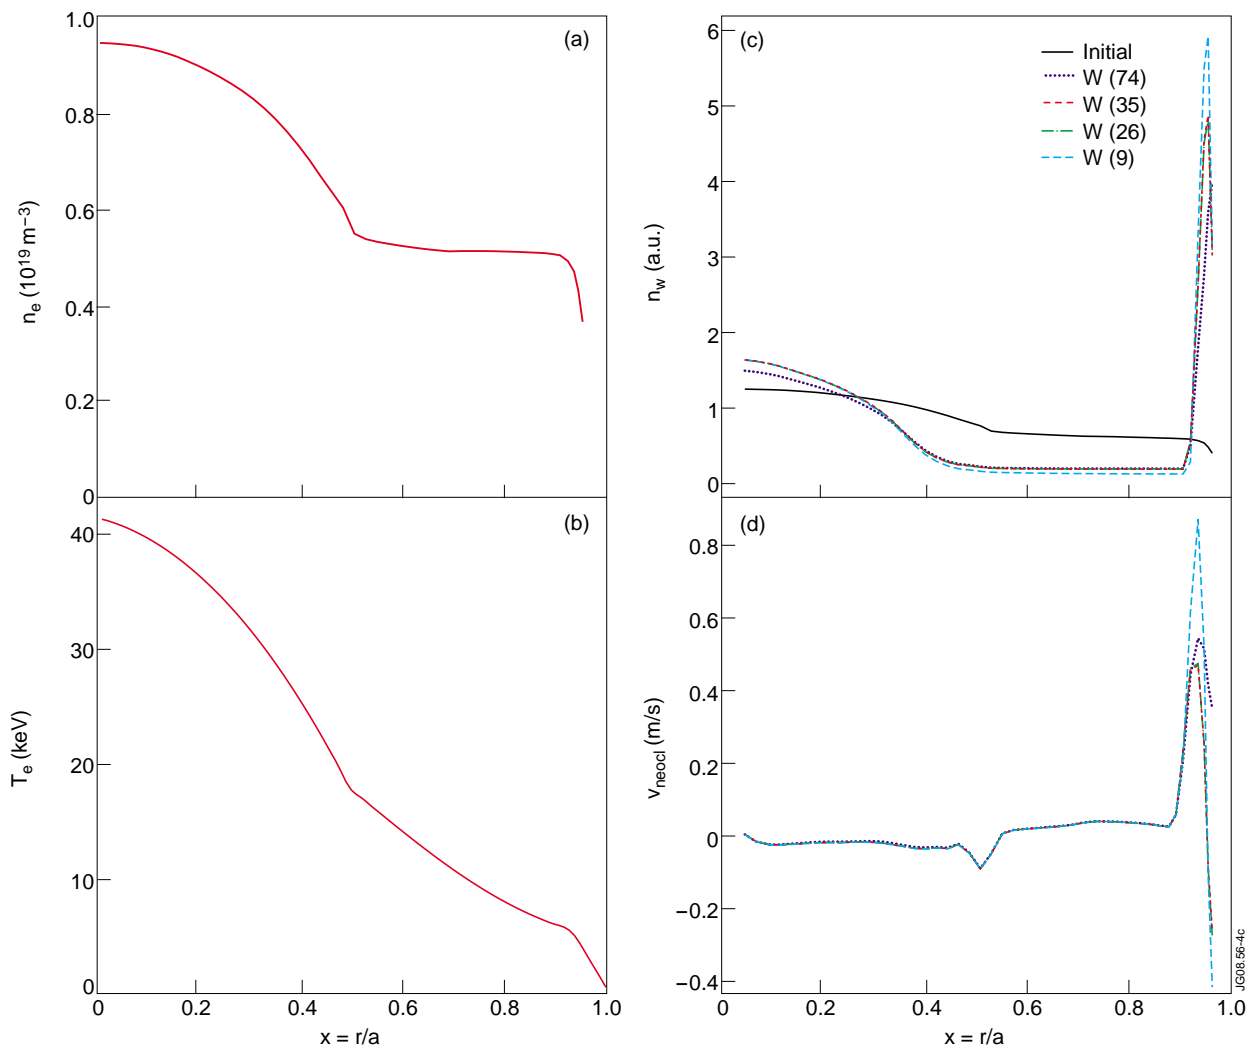 (a)
1.0
0.8
0.6
0.4
0.2
0
n_e (10^19 m^−3)
(b)
40
30
20
10
0
T_e (keV)
0 0.2 0.4 0.6 0.8 1.0
x = r/a
(c)
Initial
W (74)
W (35)
W (26)
W (9)
6
5
4
3
2
1
0
n_w (a.u.)
(d)
0.8
0.6
0.4
0.2
0
−0.2
−0.4
v_neocl (m/s)
0 0.2 0.4 0.6 0.8 1.0
x = r/a
JG08.56-4c